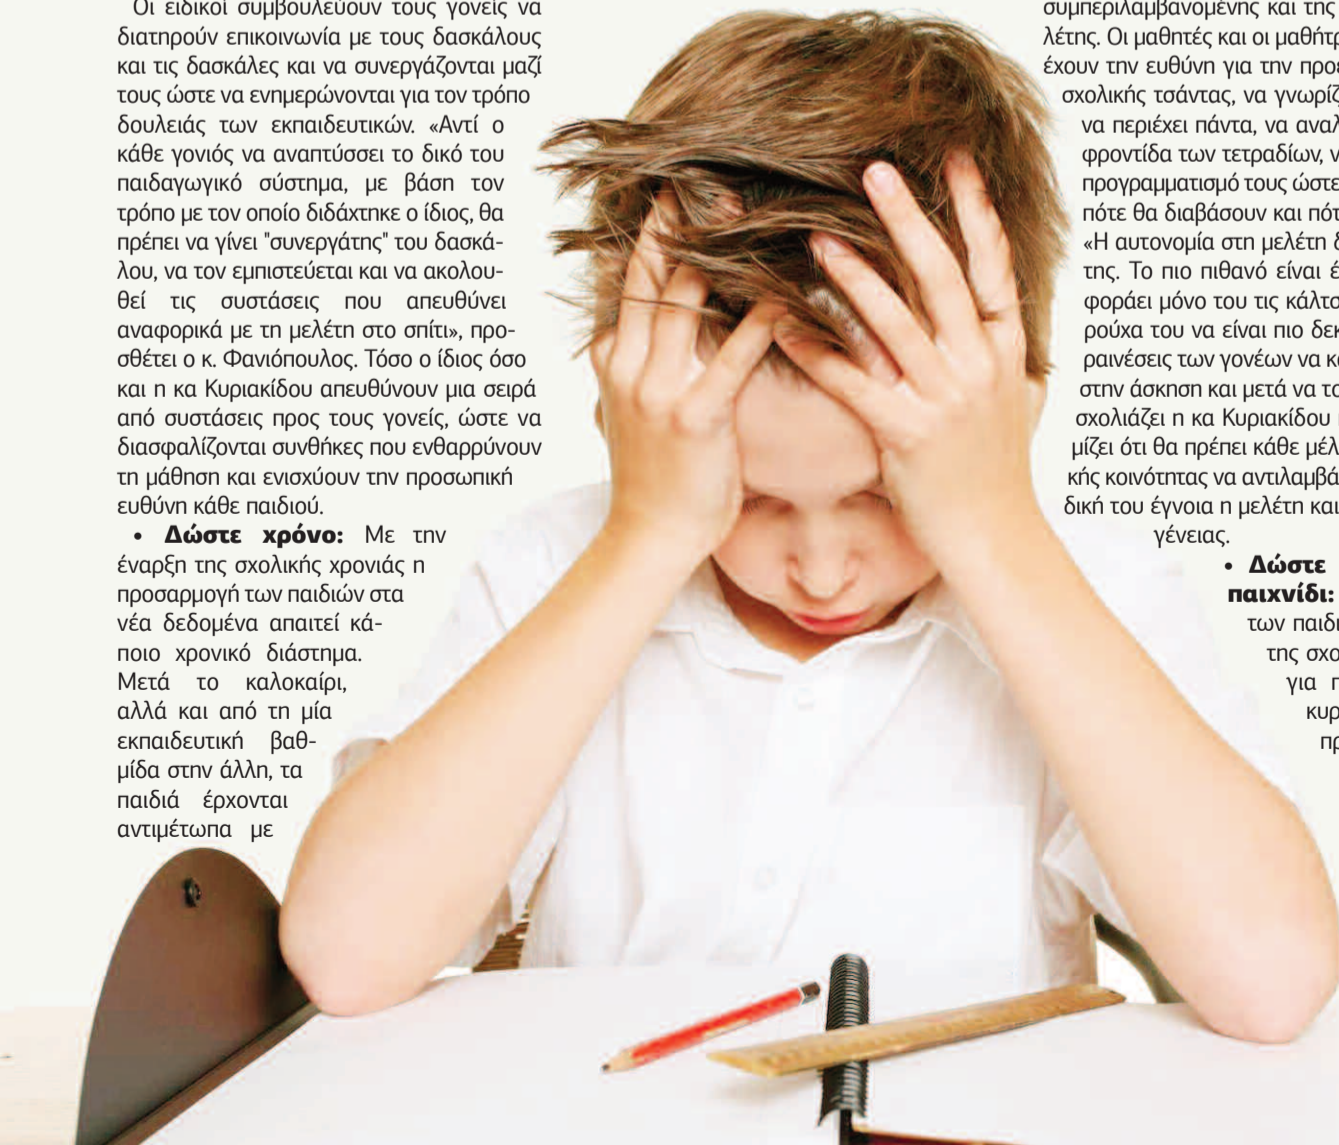 Οι ειδικοί συμβουλεύουν τους γονείς να
διατηρούν επικοινωνία με τους δασκάλους
και τις δασκάλες και να συνεργάζονται μαζί
τους ώστε να ενημερώνονται για τον τρόπο
δουλειάς των εκπαιδευτικών. «Αντί ο
κάθε γονιός να αναπτύσσει το δικό του
παιδαγωγικό σύστημα, με βάση τον
τρόπο με τον οποίο διδάχτηκε ο ίδιος, θα
πρέπει να γίνει "συνεργάτης" του δασκά-
λου, να τον εμπιστεύεται και να ακολου-
θεί τις συστάσεις που απευθύνει
αναφορικά με τη μελέτη στο σπίτι», προ-
σθέτει ο κ. Φανιόπουλος. Τόσο ο ίδιος όσο
και η κα Κυριακίδου απευθύνουν μια σειρά
από συστάσεις προς τους γονείς, ώστε να
διασφαλίζονται συνθήκες που ενθαρρύνουν
τη μάθηση και ενισχύουν την προσωπική
ευθύνη κάθε παιδιού.
• Δώστε χρόνο: Με την
έναρξη της σχολικής χρονιάς η
προσαρμογή των παιδιών στα
νέα δεδομένα απαιτεί κά-
ποιο χρονικό διάστημα.
Μετά το καλοκαίρι,
αλλά και από τη μία
εκπαιδευτική βαθ-
μίδα στην άλλη, τα
παιδιά έρχονται
αντιμέτωπα με
συμπεριλαμβανομένης και της
λέτης. Οι μαθητές και οι μαθήτρ
έχουν την ευθύνη για την προε
σχολικής τσάντας, να γνωρίζ
να περιέχει πάντα, να αναλ
φροντίδα των τετραδίων, ν
προγραμματισμό τους ώστε
πότε θα διαβάσουν και πότ
«Η αυτονομία στη μελέτη δ
της. Το πιο πιθανό είναι έ
φοράει μόνο του τις κάλτσ
ρούχα του να είναι πιο δεκ
ραινέσεις των γονέων να κ
στην άσκηση και μετά να το
σχολιάζει η κα Κυριακίδου
μίζει ότι θα πρέπει κάθε μέλ
κής κοινότητας να αντιλαμβά
δική του έγνοια η μελέτη και
γένειας.
• Δώστε
παιχνίδι:
των παιδι
της σχο
για π
κυρ
πρ